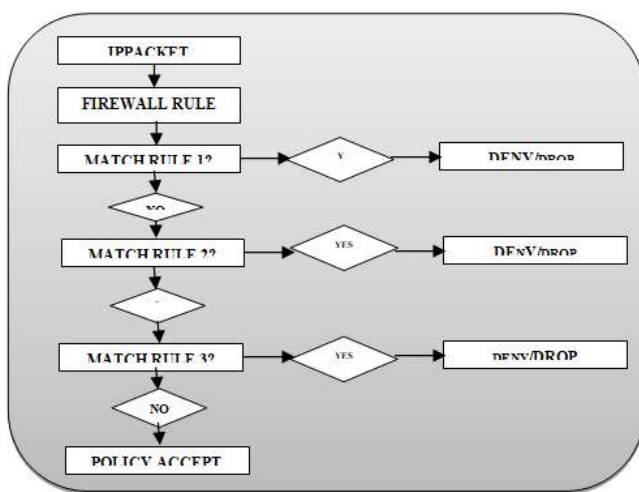 IPPACKET
FIREWALL RULE
MATCH RULE 1?
Y
DENY/DROP
NO
MATCH RULE 2?
YES
DENY/DROP
MATCH RULE 3?
YES
DENY/DROP
NO
POLICY ACCEPT